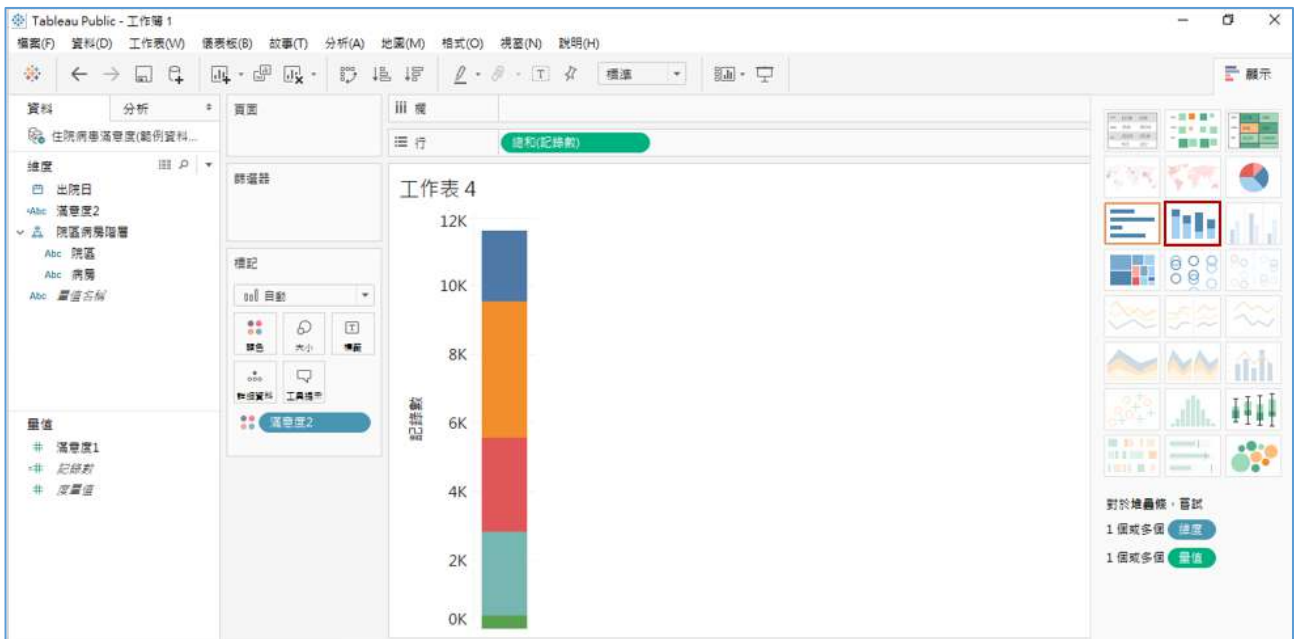 Tableau Public - 工作簿 1
檔案(F) 資料(D) 工作表(W) 儀表板(B) 故事(T) 分析(A) 地圖(M) 格式(O) 視窗(N) 說明(H)
標準
顯示
資料 分析
住院病患滿意度(範例資料...
維度
出院日
Abc 滿意度2
院區病房階層
Abc 院區
Abc 病房
Abc 量值名稱
量值
滿意度1
記錄數
度量值
頁面
篩選器
標記
自動
顏色 大小 標籤
詳細資料 工具提示
滿意度2
欄
行 總和(記錄數)
工作表 4
12K
10K
8K
6K
4K
2K
0K
記錄數
對於堆疊條，嘗試
1 個或多個 維度
1 個或多個 量值